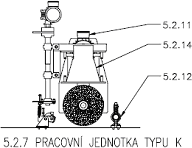 5.2.11
5.2.14
5.2.12
5.2.7 PRACOVNÍ JEDNOTKA TYPU K